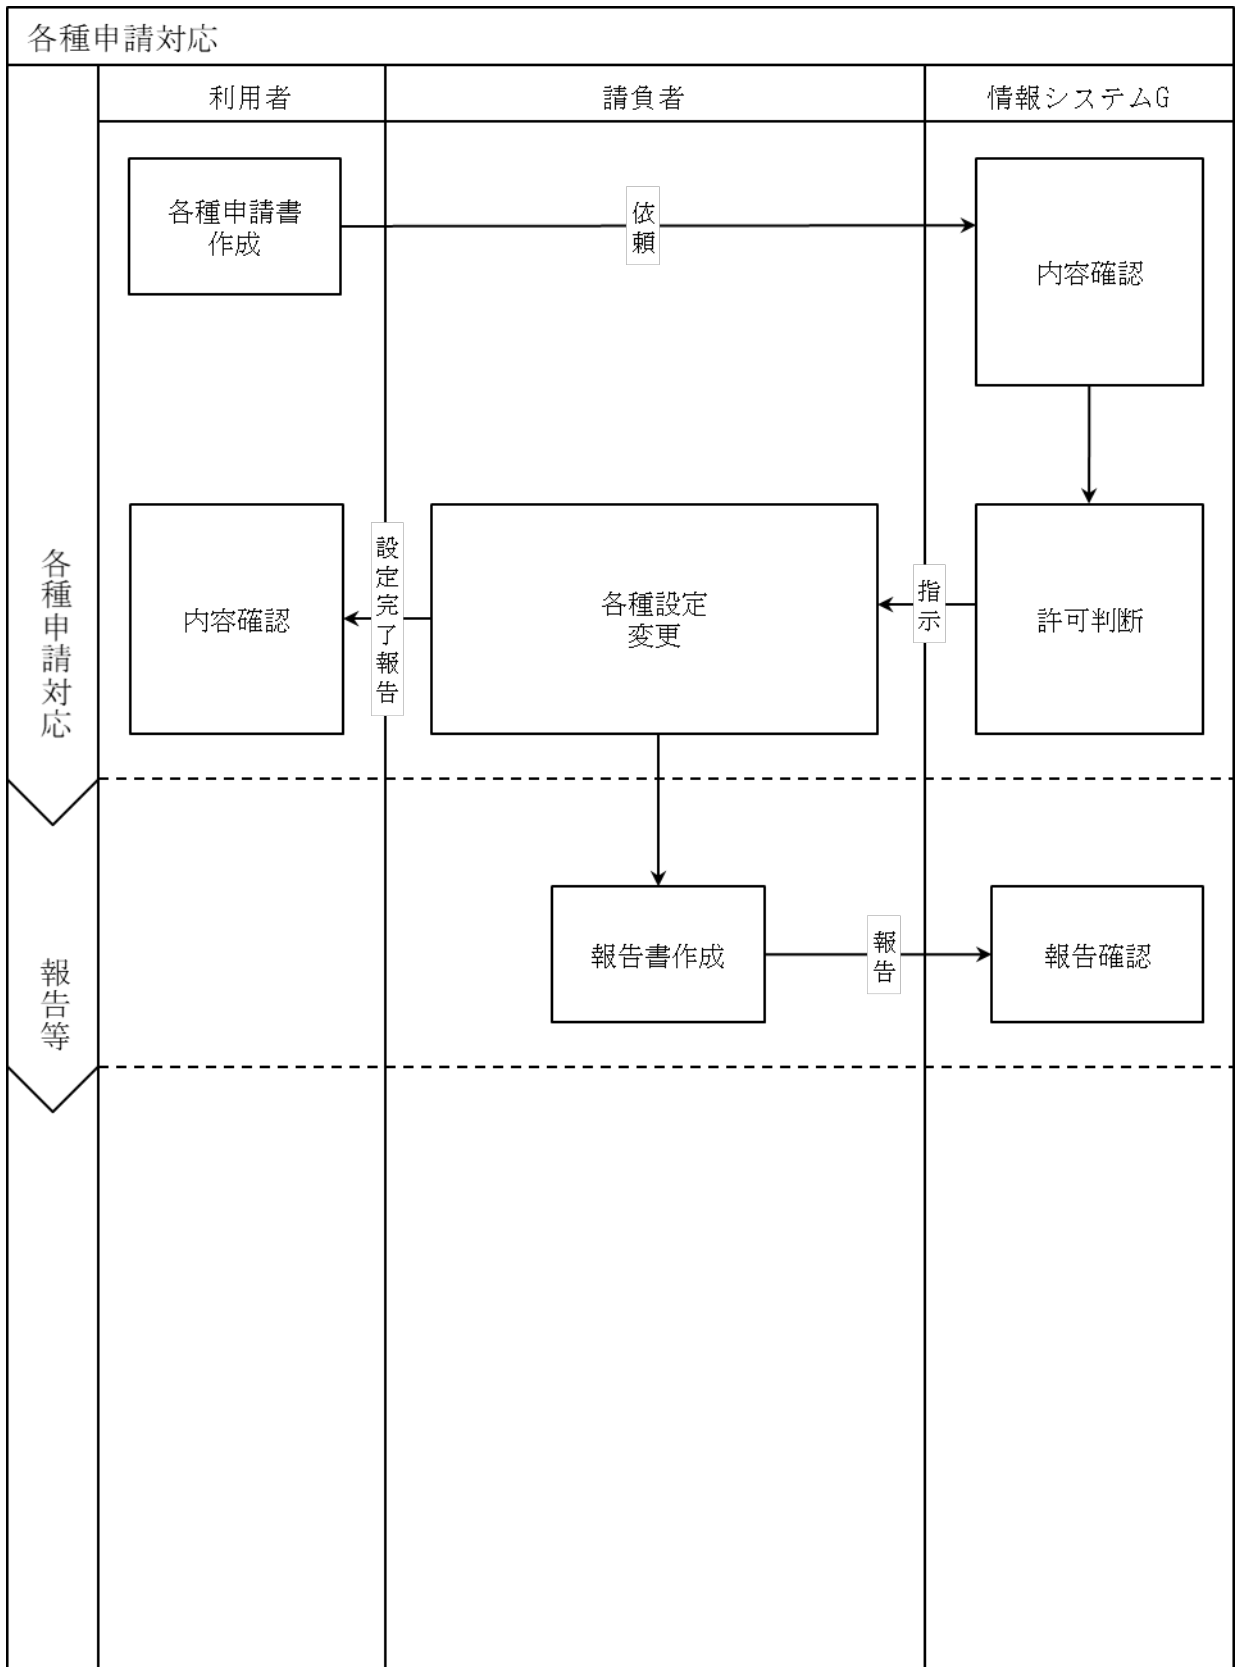 各種申請対応
利用者
請負者
情報システムG
各種申請書
作成
依頼
内容確認
各種申請対応
内容確認
設定完了報告
各種設定
変更
指示
許可判断
報告等
報告書作成
報告
報告確認